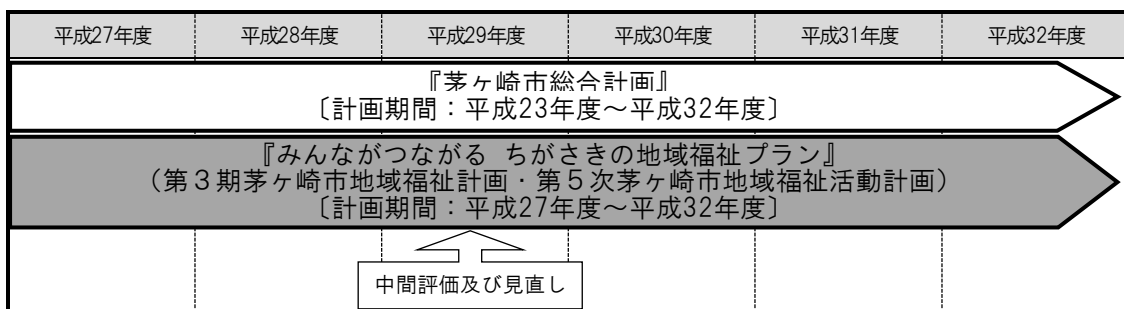 平成27年度 平成28年度 平成29年度 平成30年度 平成31年度 平成32年度
『茅ヶ崎市総合計画』
〔計画期間：平成23年度～平成32年度〕
『みんながつながる ちがさきの地域福祉プラン』
（第３期茅ヶ崎市地域福祉計画・第５次茅ヶ崎市地域福祉活動計画）
〔計画期間：平成27年度～平成32年度〕
中間評価及び見直し